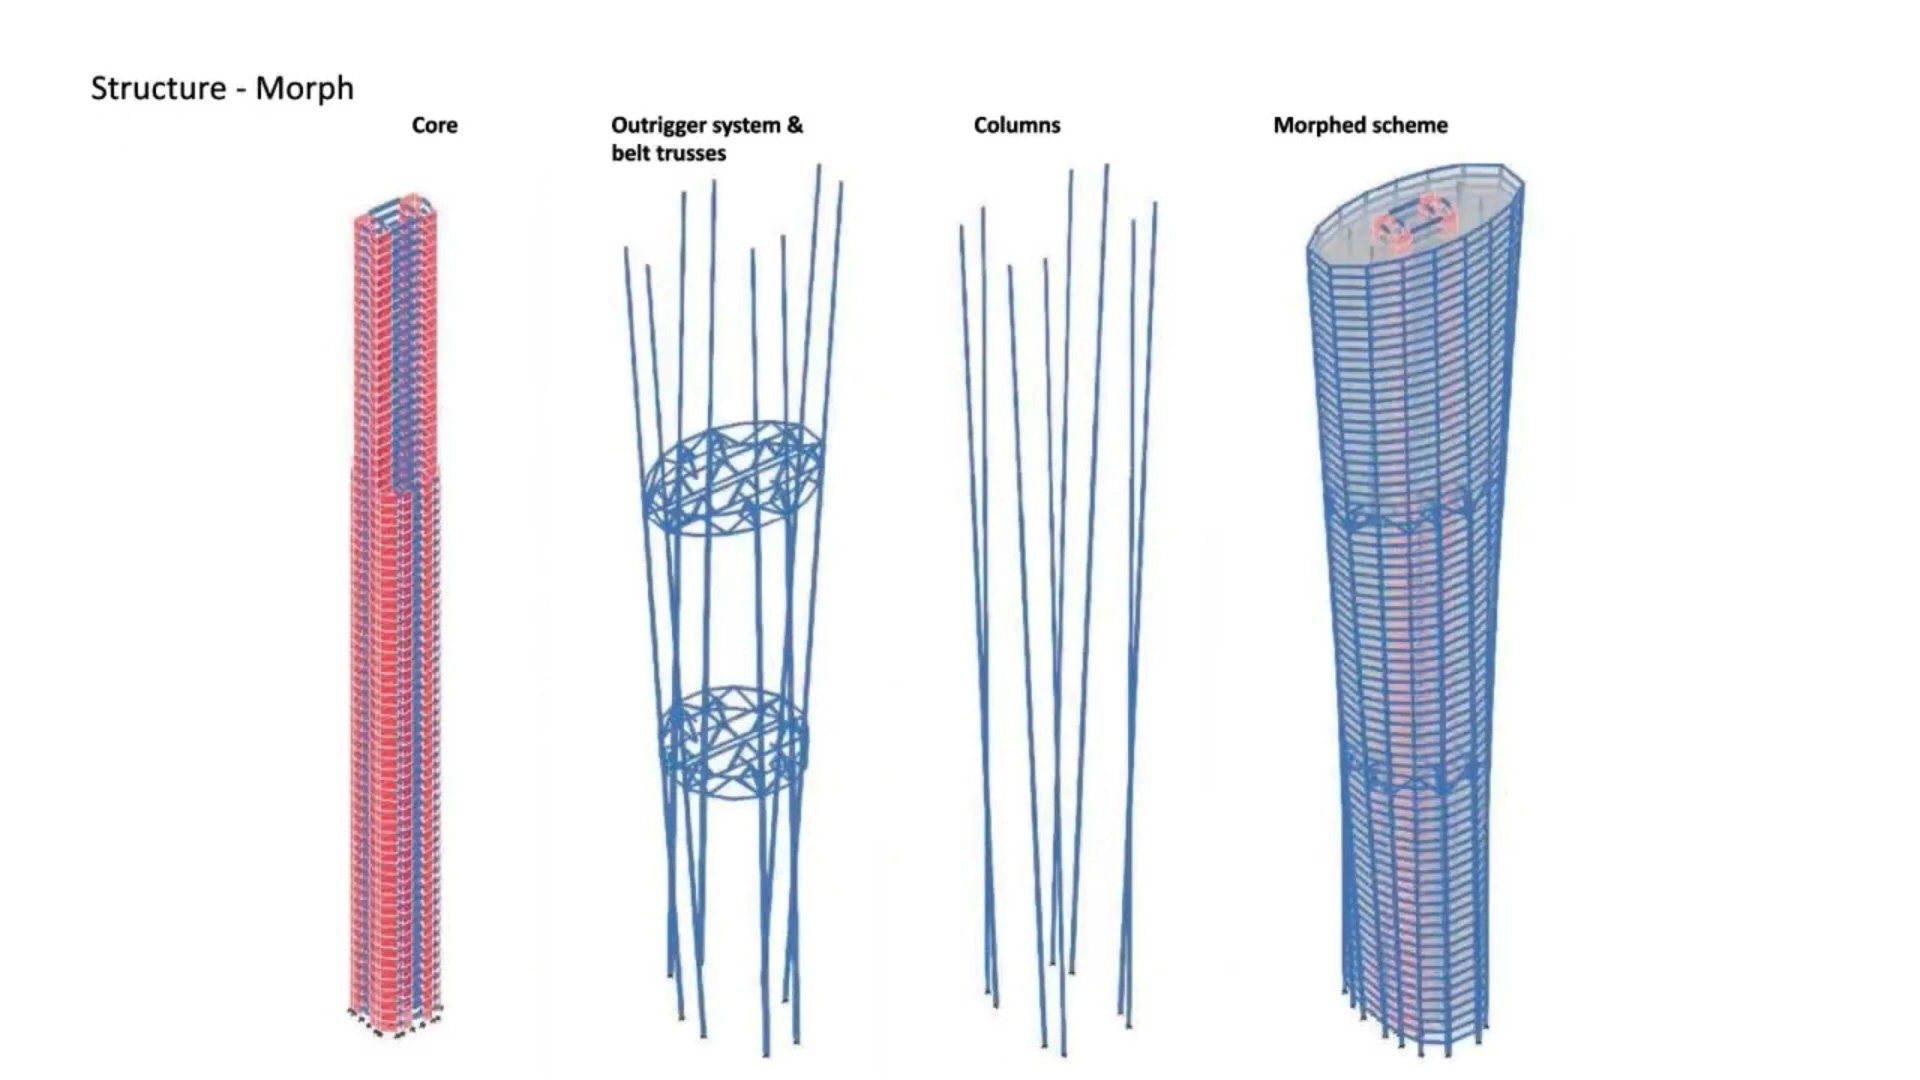 Structure - Morph
Core
Outrigger system &
belt trusses
Columns
Morphed scheme